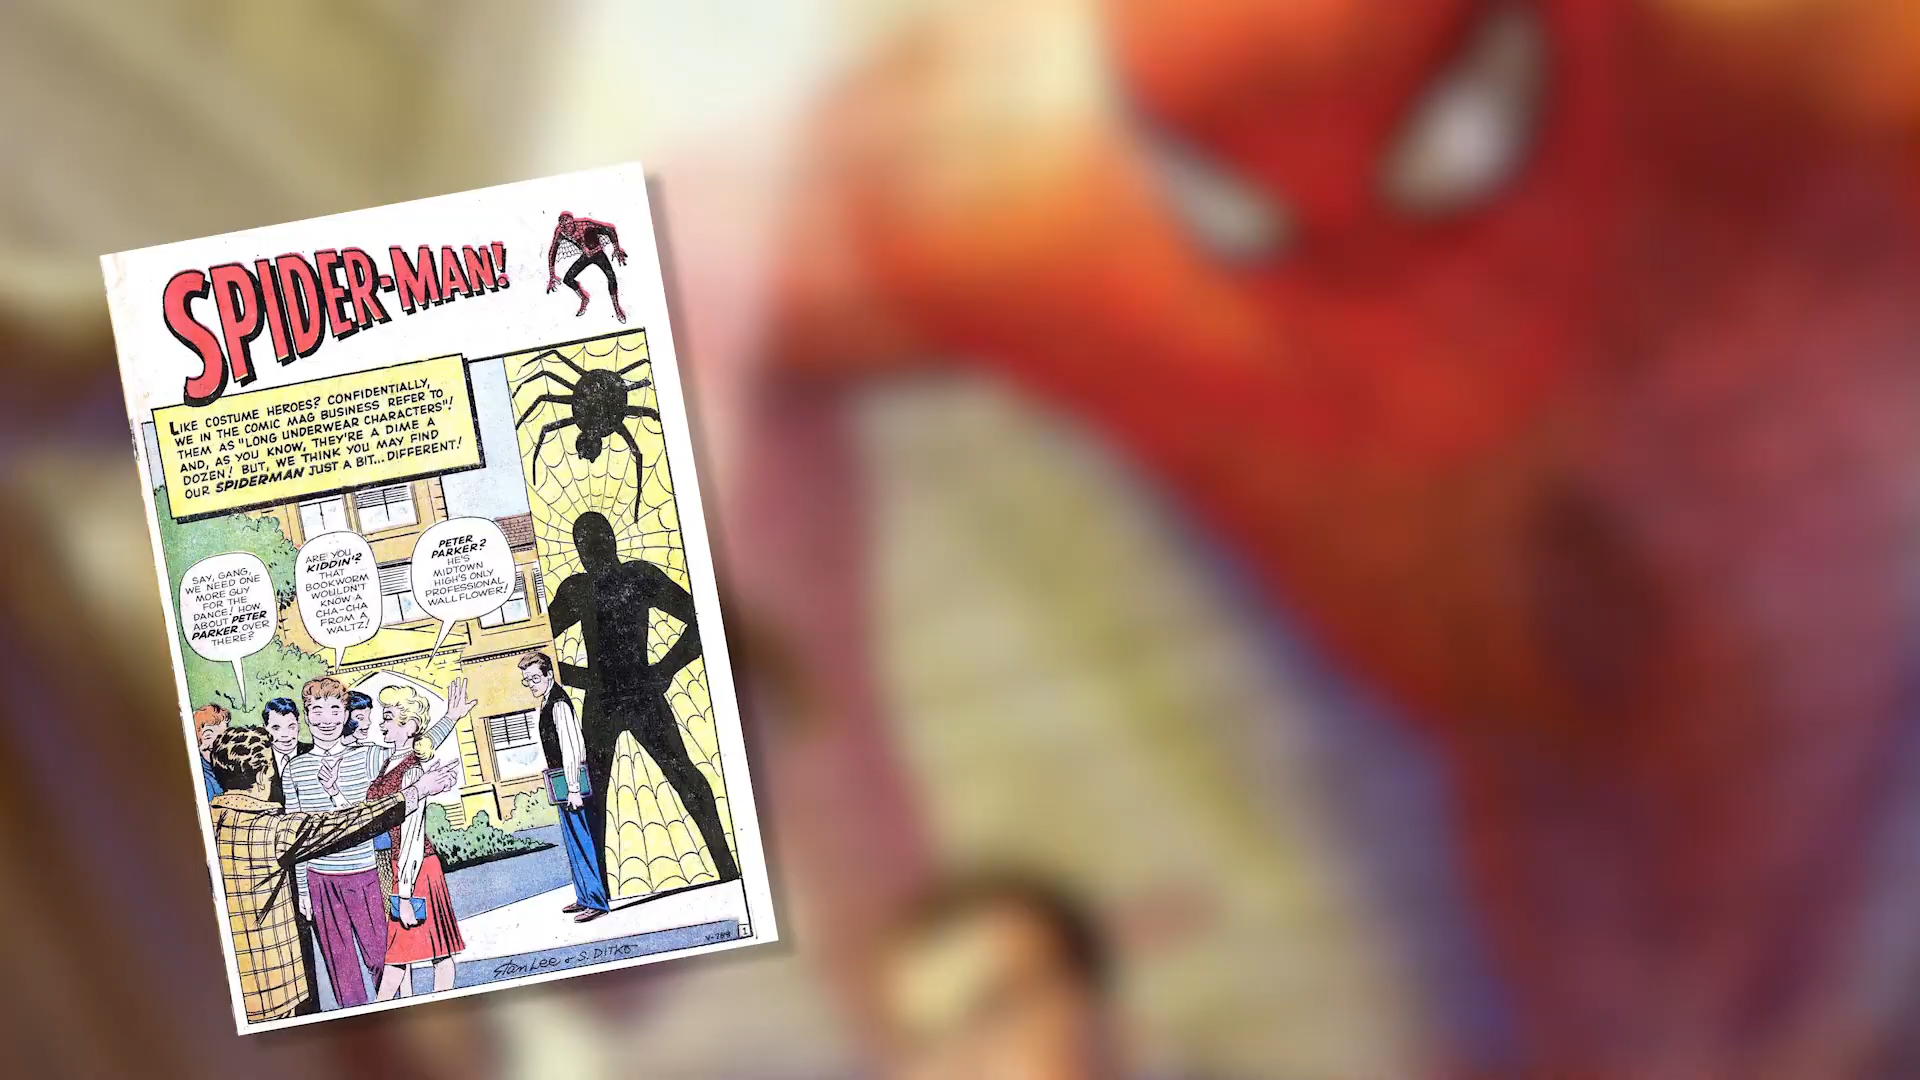 SPIDER-MAN!
LIKE COSTUME HEROES? CONFIDENTIALLY,
WE IN THE COMIC MAG BUSINESS REFER TO
THEM AS "LONG UNDERWEAR CHARACTERS"!
AND, AS YOU KNOW, THEY'RE A DIME A
DOZEN! BUT, WE THINK YOU MAY FIND
OUR SPIDERMAN JUST A BIT... DIFFERENT!
SAY, GANG,
WE NEED ONE
MORE GUY
FOR THE
DANCE! HOW
ABOUT PETER
PARKER OVER
THERE?
ARE YOU
KIDDIN'?
THAT
BOOKWORM
WOULDN'T
KNOW A
CHA-CHA
FROM A
WALTZ!
PETER
PARKER?
HE'S
MIDTOWN
HIGH'S ONLY
PROFESSIONAL
WALLFLOWER!
Stan Lee + S. DITKO
V-789
1